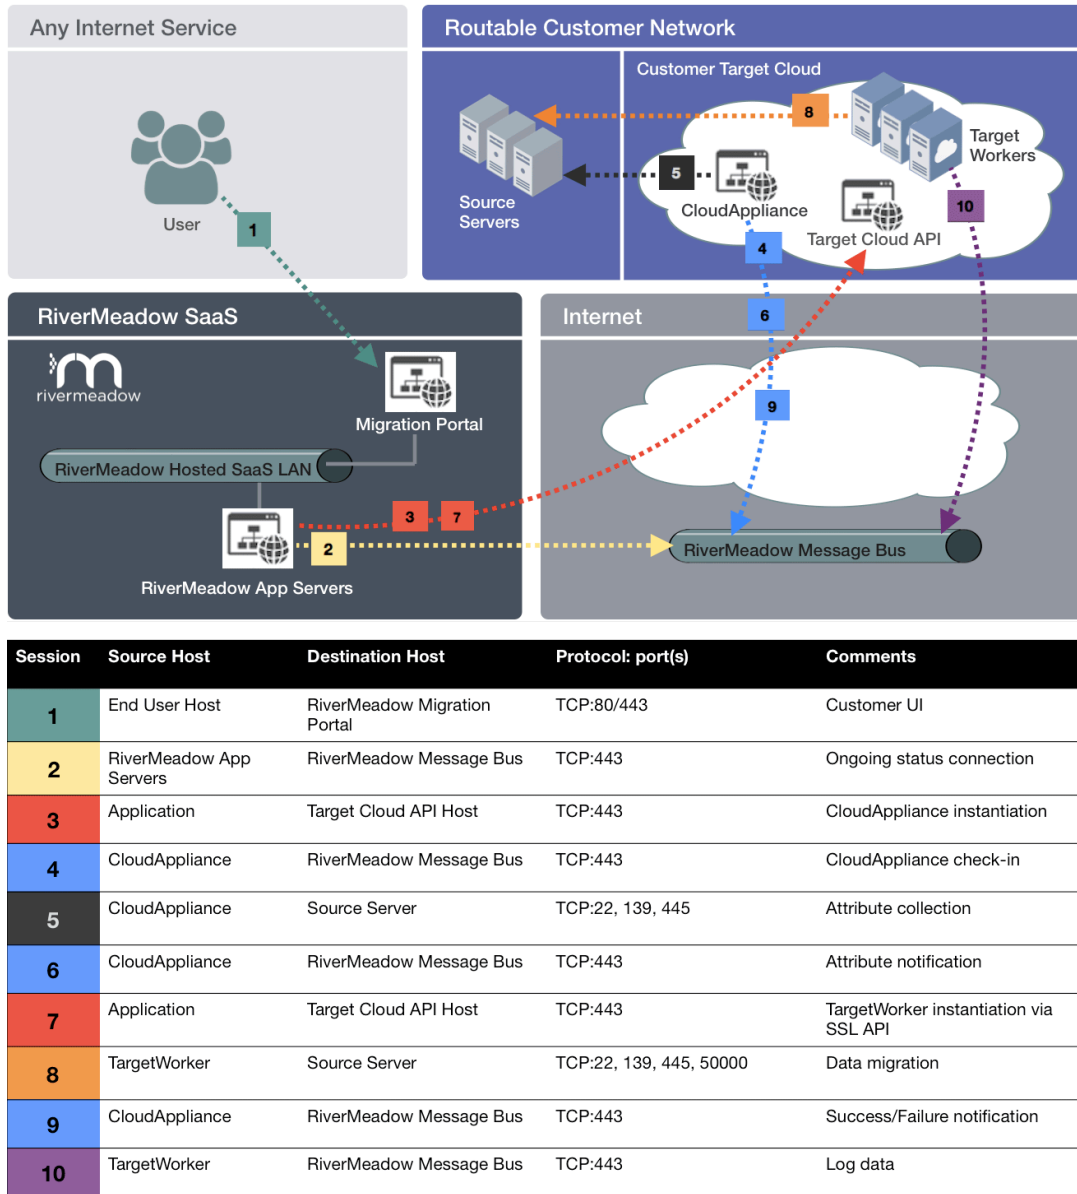 Any Internet Service
Routable Customer Network
Customer Target Cloud
8
Target
Workers
5
10
Source
Servers
CloudAppliance
User
1
4
Target Cloud API
RiverMeadow SaaS
6
Internet
rivermeadow
9
Migration Portal
RiverMeadow Hosted SaaS LAN
3
7
2
RiverMeadow Message Bus
RiverMeadow App Servers
Session Source Host Destination Host Protocol: port(s) Comments
1 End User Host RiverMeadow Migration TCP:80/443 Customer UI
Portal
2 RiverMeadow App RiverMeadow Message Bus TCP:443 Ongoing status connection
Servers
3 Application Target Cloud API Host TCP:443 CloudAppliance instantiation
4 CloudAppliance RiverMeadow Message Bus TCP:443 CloudAppliance check-in
5 CloudAppliance Source Server TCP:22, 139, 445 Attribute collection
6 CloudAppliance RiverMeadow Message Bus TCP:443 Attribute notification
7 Application Target Cloud API Host TCP:443 TargetWorker instantiation via
SSL API
8 TargetWorker Source Server TCP:22, 139, 445, 50000 Data migration
9 CloudAppliance RiverMeadow Message Bus TCP:443 Success/Failure notification
10 TargetWorker RiverMeadow Message Bus TCP:443 Log data